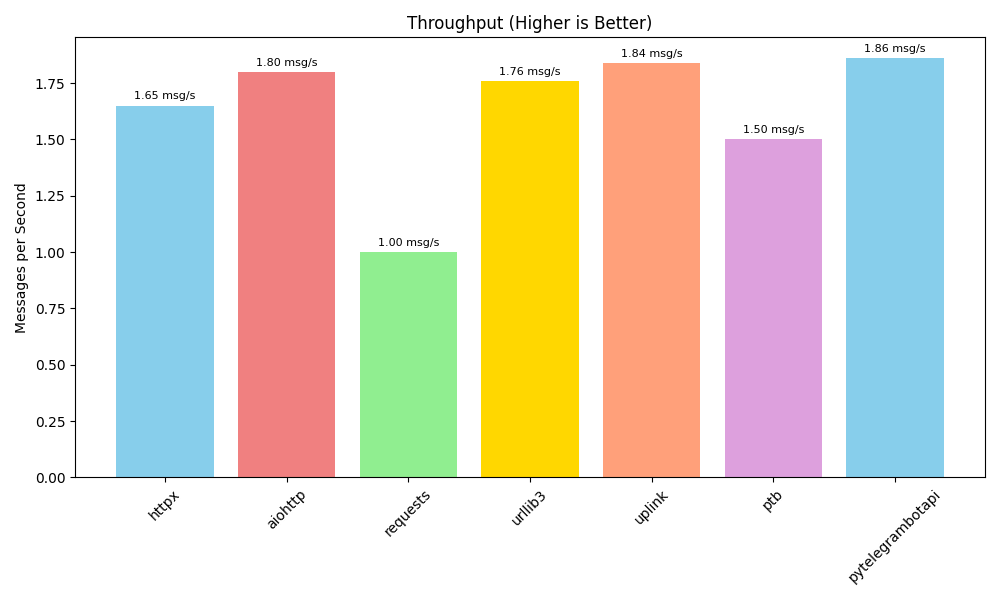 Throughput (Higher is Better)
Messages per Second
1.75
1.50
1.25
1.00
0.75
0.50
0.25
0.00
1.65 msg/s
1.80 msg/s
1.00 msg/s
1.76 msg/s
1.84 msg/s
1.50 msg/s
1.86 msg/s
httpx
aiohttp
requests
urllib3
uplink
ptb
pytelegrambotapi